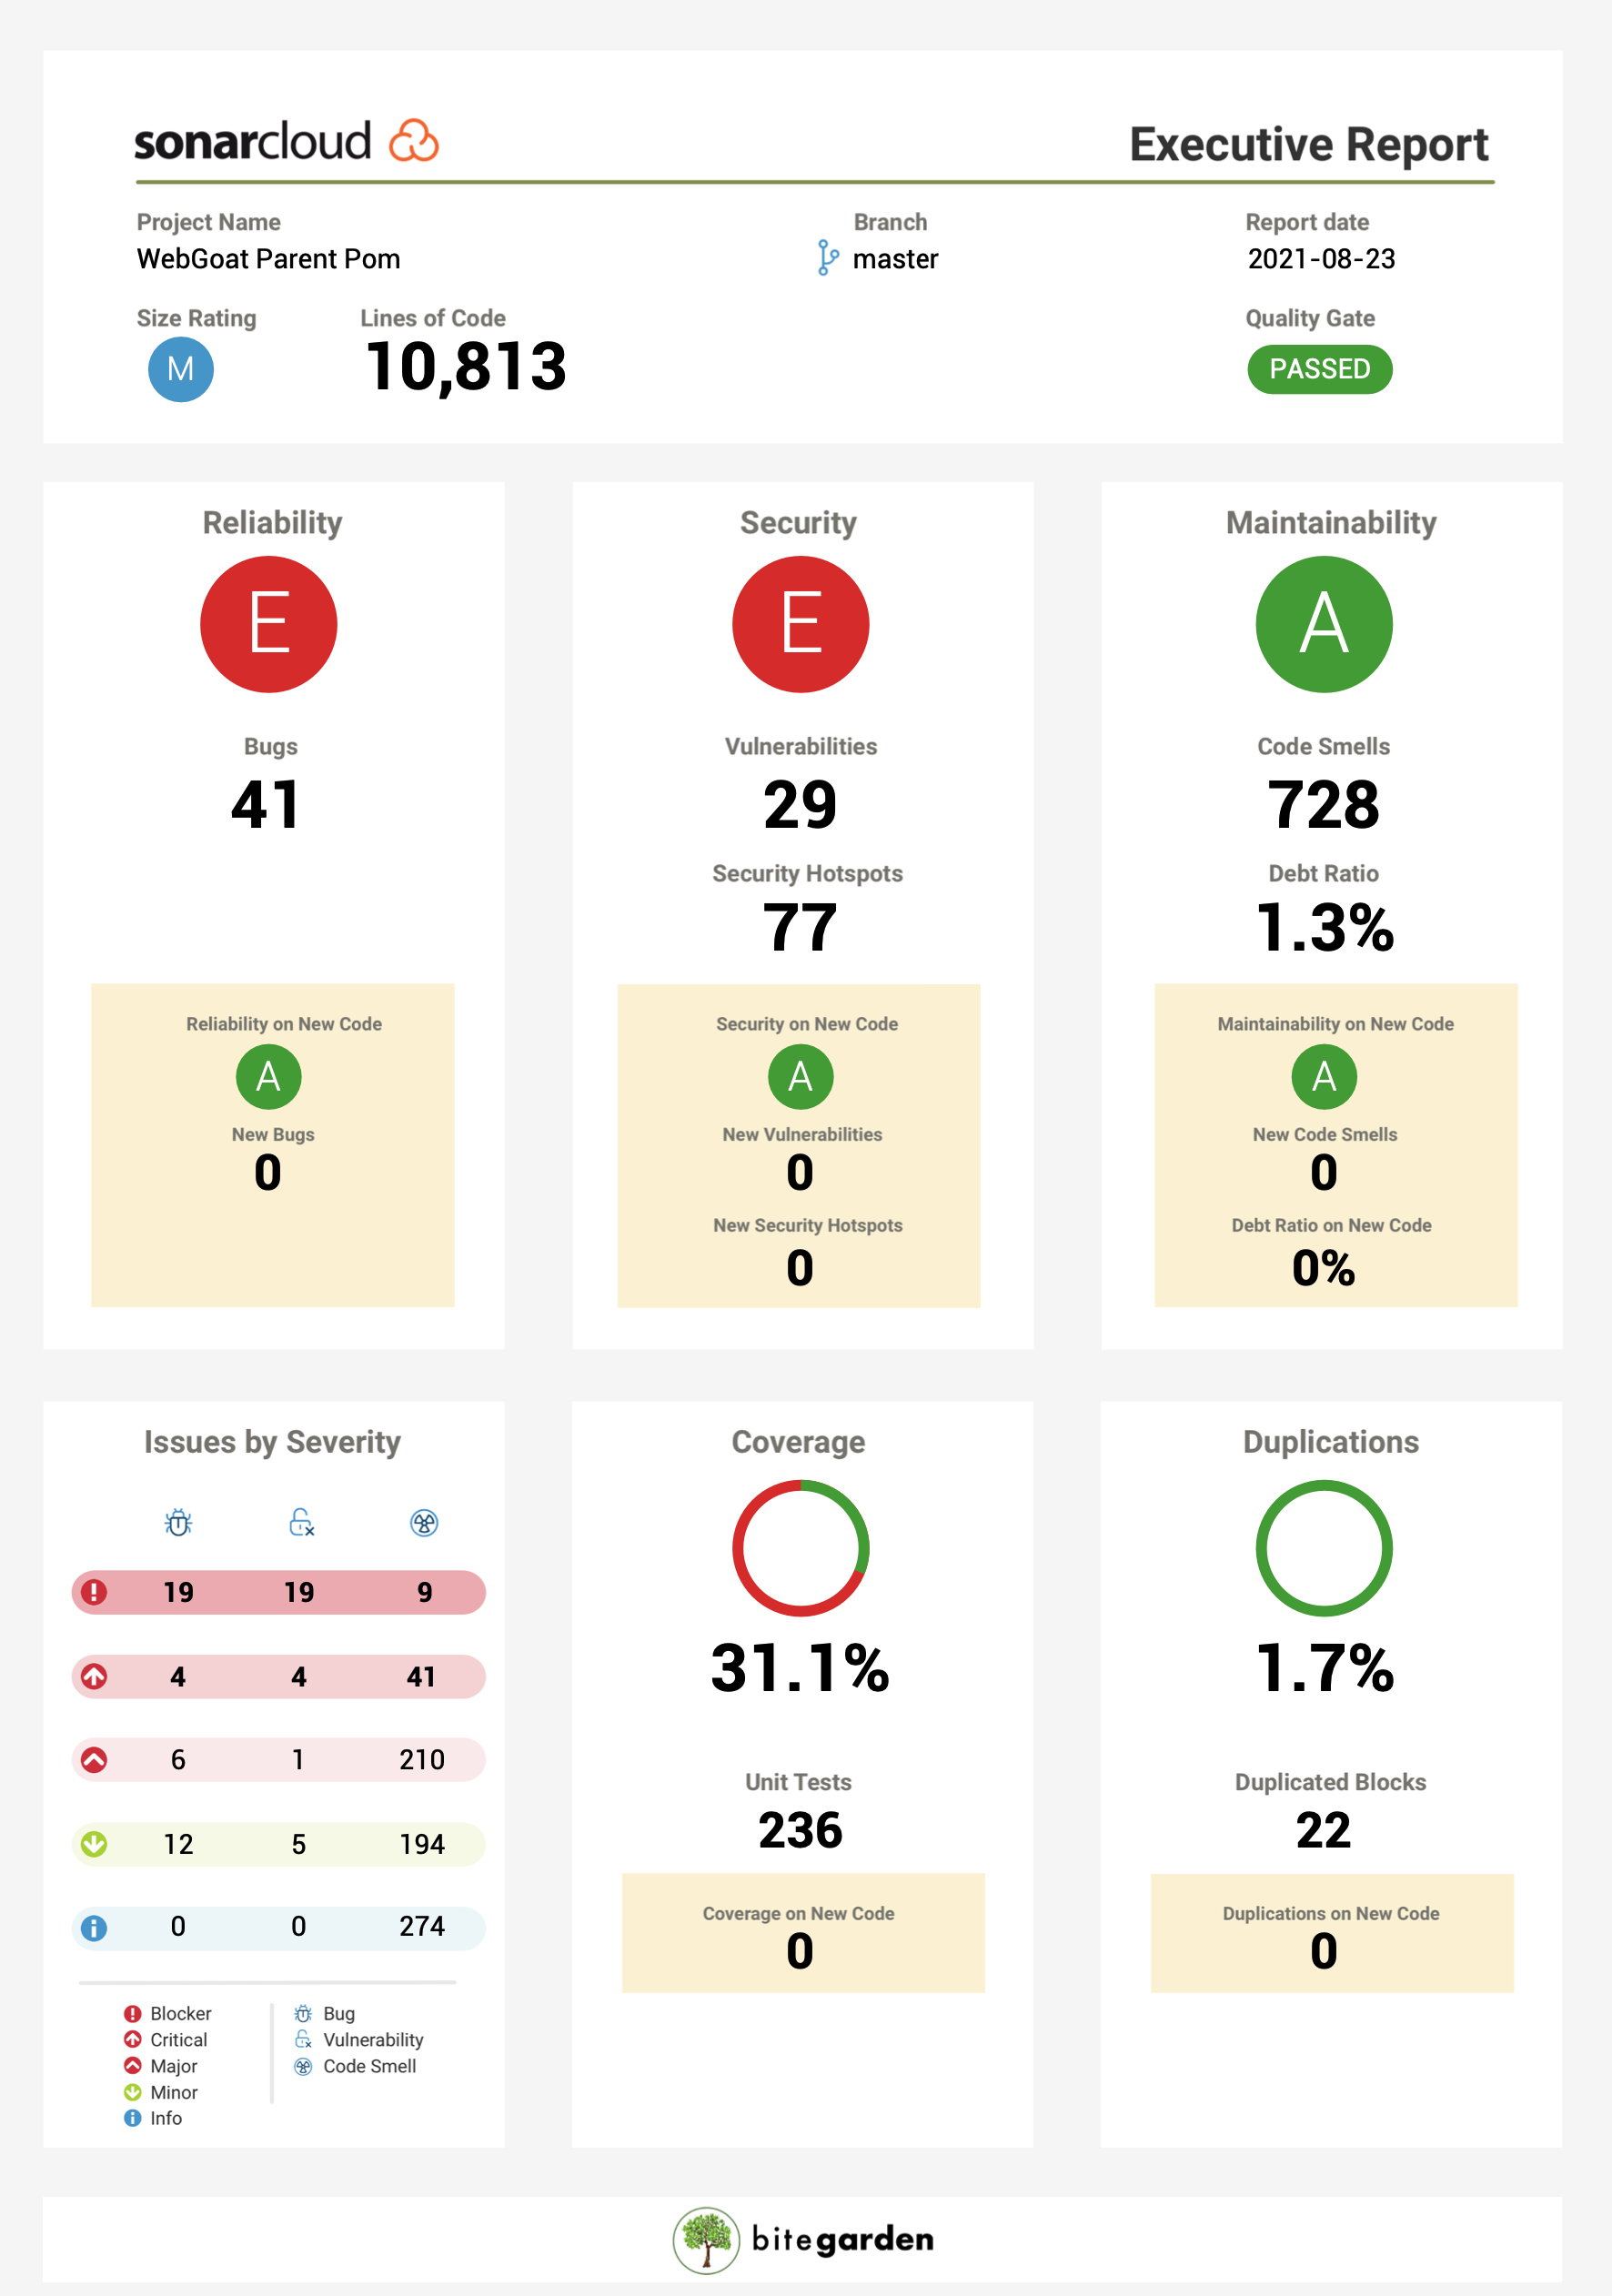 sonarcloud
Executive Report
Project Name
Branch
Report date
WebGoat Parent Pom
master
2021-08-23
Size Rating
Lines of Code
Quality Gate
M
10,813
PASSED
Reliability
E
Bugs
41
Reliability on New Code
A
New Bugs
0
Security
E
Vulnerabilities
29
Security Hotspots
77
Security on New Code
A
New Vulnerabilities
0
New Security Hotspots
0
Maintainability
A
Code Smells
728
Debt Ratio
1.3%
Maintainability on New Code
A
New Code Smells
0
Debt Ratio on New Code
0%
Issues by Severity
19 19 9
4 4 41
6 1 210
12 5 194
0 0 274
Blocker
Critical
Major
Minor
Info
Bug
Vulnerability
Code Smell
Coverage
31.1%
Unit Tests
236
Coverage on New Code
0
Duplications
1.7%
Duplicated Blocks
22
Duplications on New Code
0
bitegarden